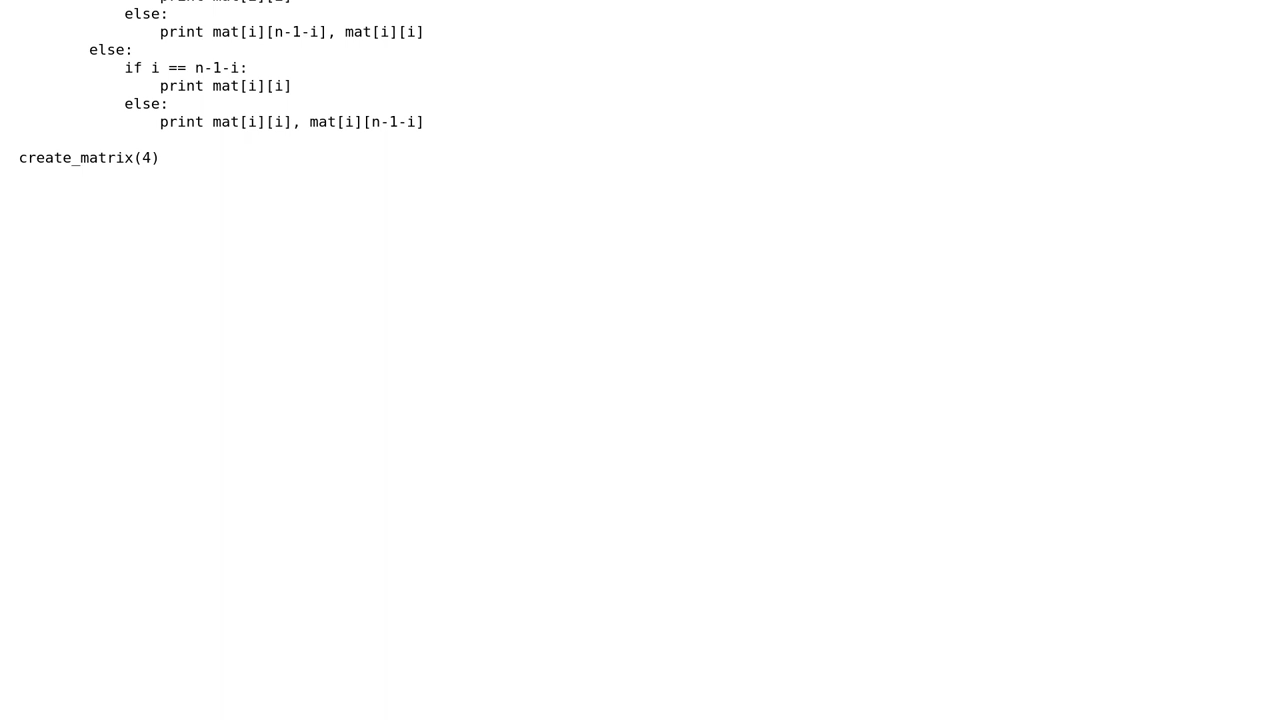 else:
print mat[i][n-1-i], mat[i][i]
else:
if i == n-1-i:
print mat[i][i]
else:
print mat[i][i], mat[i][n-1-i]
create_matrix(4)